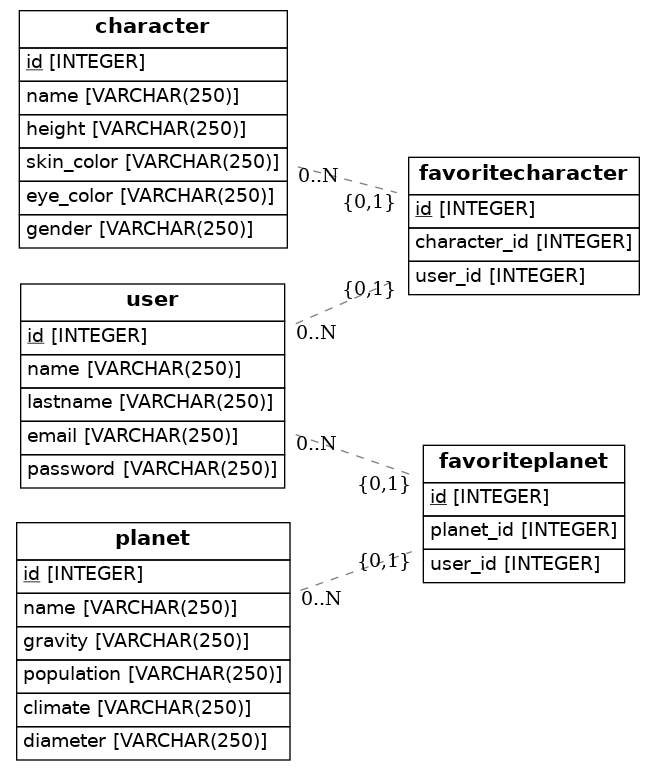 character
id [INTEGER]
name [VARCHAR(250)]
height [VARCHAR(250)]
skin_color [VARCHAR(250)]
eye_color [VARCHAR(250)]
gender [VARCHAR(250)]
0..N
{0,1}
favoritecharacter
id [INTEGER]
character_id [INTEGER]
user_id [INTEGER]
{0,1}
0..N
user
id [INTEGER]
name [VARCHAR(250)]
lastname [VARCHAR(250)]
email [VARCHAR(250)]
password [VARCHAR(250)]
0..N
{0,1}
favoriteplanet
id [INTEGER]
planet_id [INTEGER]
user_id [INTEGER]
{0,1}
0..N
planet
id [INTEGER]
name [VARCHAR(250)]
gravity [VARCHAR(250)]
population [VARCHAR(250)]
climate [VARCHAR(250)]
diameter [VARCHAR(250)]